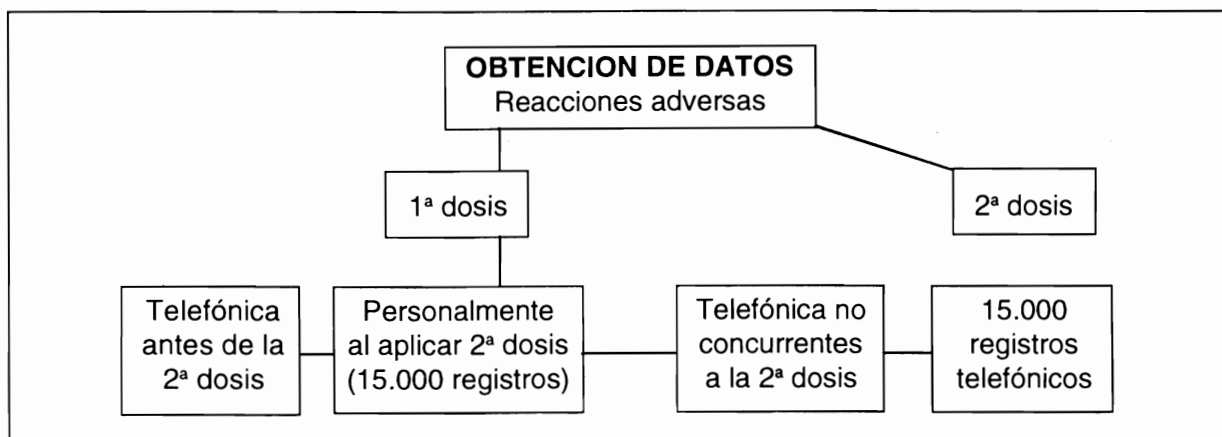 OBTENCION DE DATOS
Reacciones adversas
1ª dosis
2ª dosis
Telefónica
antes de la
2ª dosis
Personalmente
al aplicar 2ª dosis
(15.000 registros)
Telefónica no
concurrentes
a la 2ª dosis
15.000
registros
telefónicos